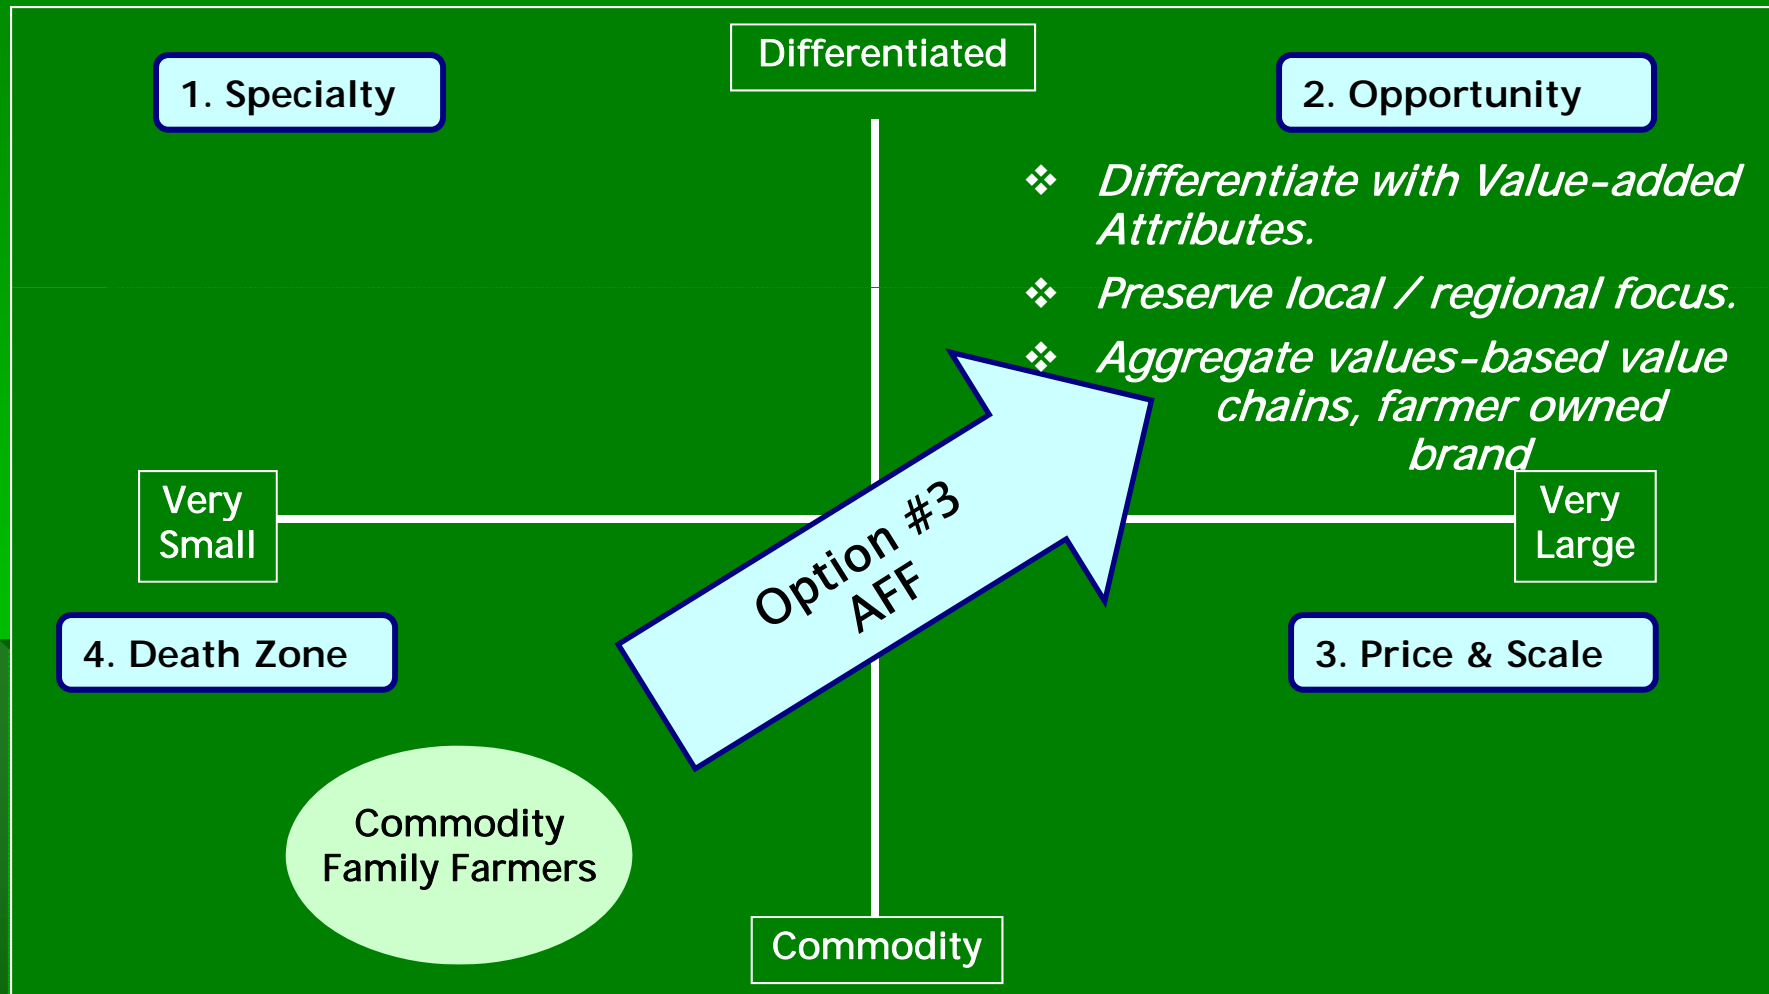 Differentiated
1. Specialty
2. Opportunity
Differentiate with Value-added
Attributes.
Preserve local / regional focus.
Aggregate values-based value
chains, farmer owned
brand
Very
Small
Option #3
AFF
Very
Large
4. Death Zone
3. Price & Scale
Commodity
Family Farmers
Commodity